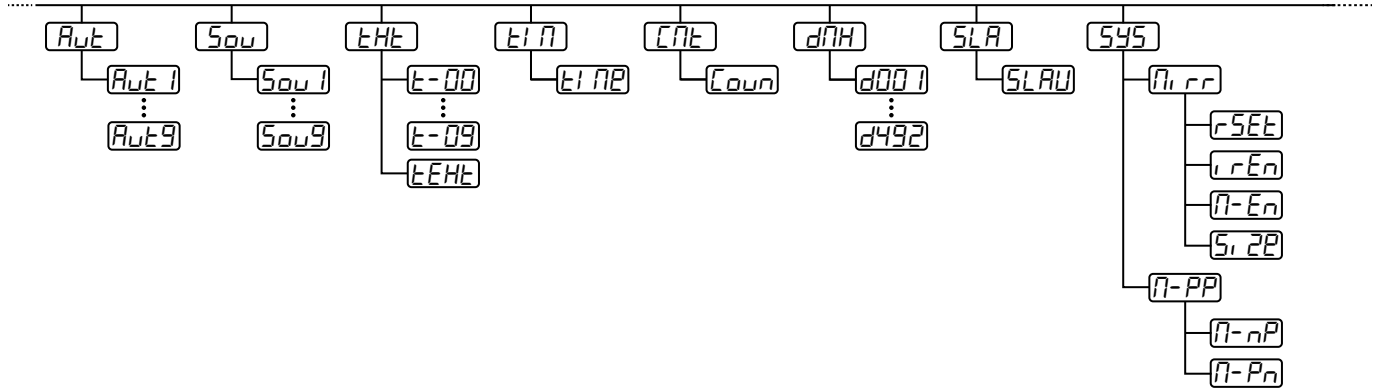 Aut Sou tHt tIM CMt dMH SLA SYS
Aut1 Sou1 t-00 tIMe Coun d001 SLAU Mirr
Aut9 Sou9 t-09 d492 rSEt
tEHt irEn
M-En
Si2e
M-PP
M-nP
M-Pn